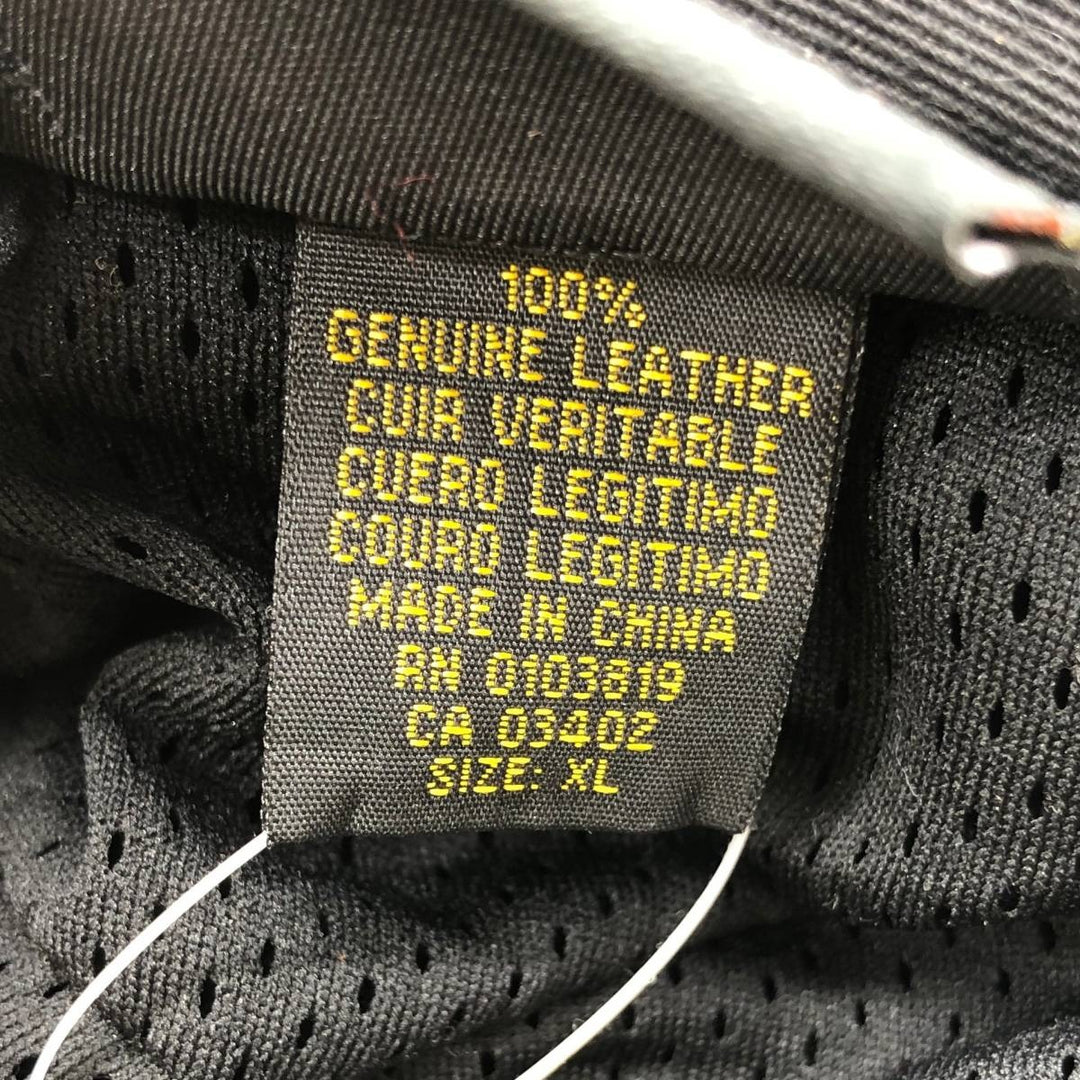 100%
GENUINE LEATHER
CUIR VERITABLE
CUERO LEGITIMO
COURO LEGITIMO
MADE IN CHINA
RN 0103819
CA 03402
SIZE: XL